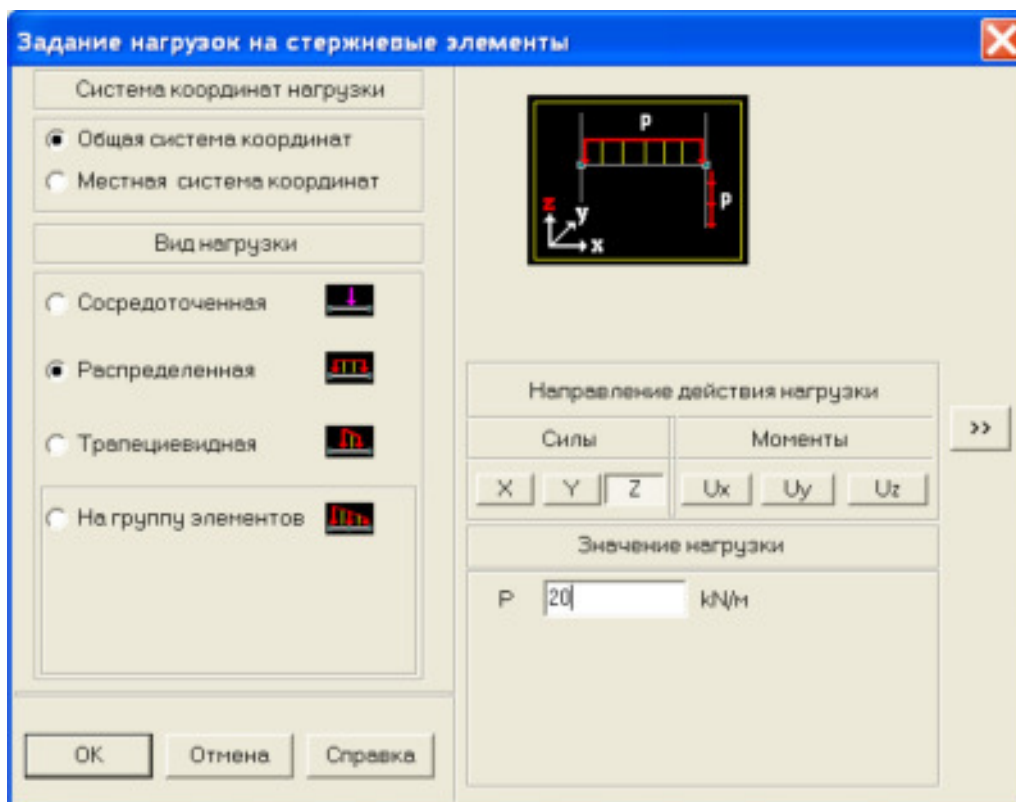 Задание нагрузок на стержневые элементы
Система координат нагрузки
Общая система координат
Местная система координат
Вид нагрузки
Сосредоточенная
Распределенная
Трапециевидная
На группу элементов
ОК
Отмена
Справка
P
P
z
y
x
Направление действия нагрузки
Силы
Моменты
X
Y
Z
Ux
Uy
Uz
>>
Значение нагрузки
P 20 kN/м